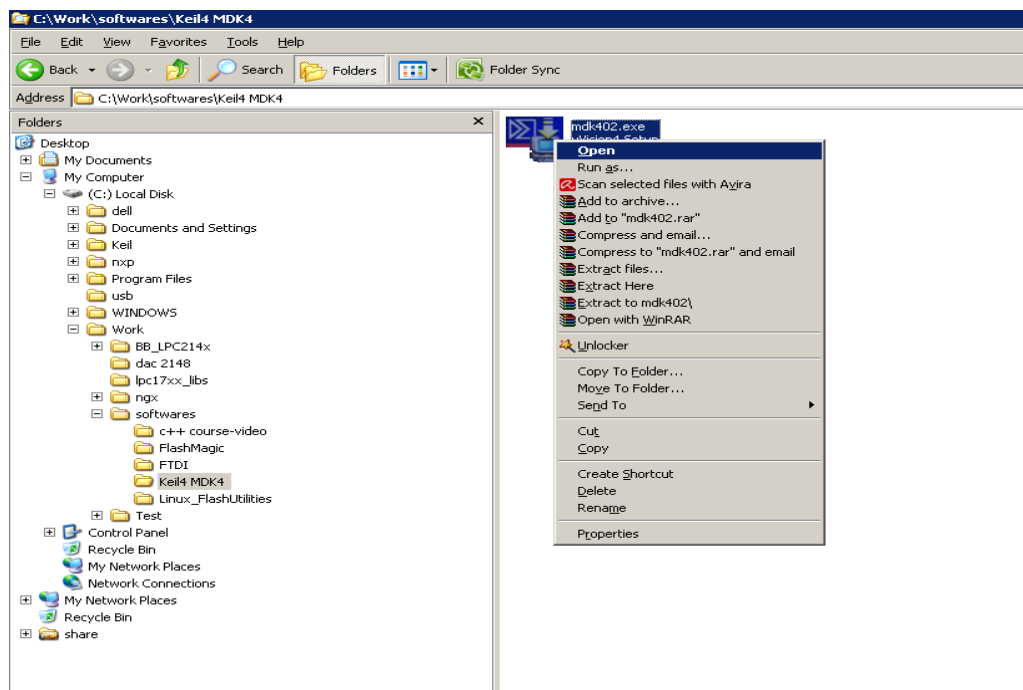 C:\Work\softwares\Keil4 MDK4
File Edit View Favorites Tools Help
Back Search Folders Folder Sync
Address C:\Work\softwares\Keil4 MDK4
Folders
Desktop
My Documents
My Computer
(C:) Local Disk
dell
Documents and Settings
Keil
nxp
Program Files
usb
WINDOWS
Work
BB_LPC214x
dac 2148
lpc17xx_libs
ngx
softwares
c++ course-video
FlashMagic
FTDI
Keil4 MDK4
Linux_FlashUtilities
Test
Control Panel
Recycle Bin
My Network Places
Network Connections
My Network Places
Recycle Bin
share
mdk402.exe
uVision4 Setup
Open
Run as...
Scan selected files with Avira
Add to archive...
Add to "mdk402.rar"
Compress and email...
Compress to "mdk402.rar" and email
Extract files...
Extract Here
Extract to mdk402\
Open with WinRAR
Unlocker
Copy To Folder...
Move To Folder...
Send To
Cut
Copy
Create Shortcut
Delete
Rename
Properties